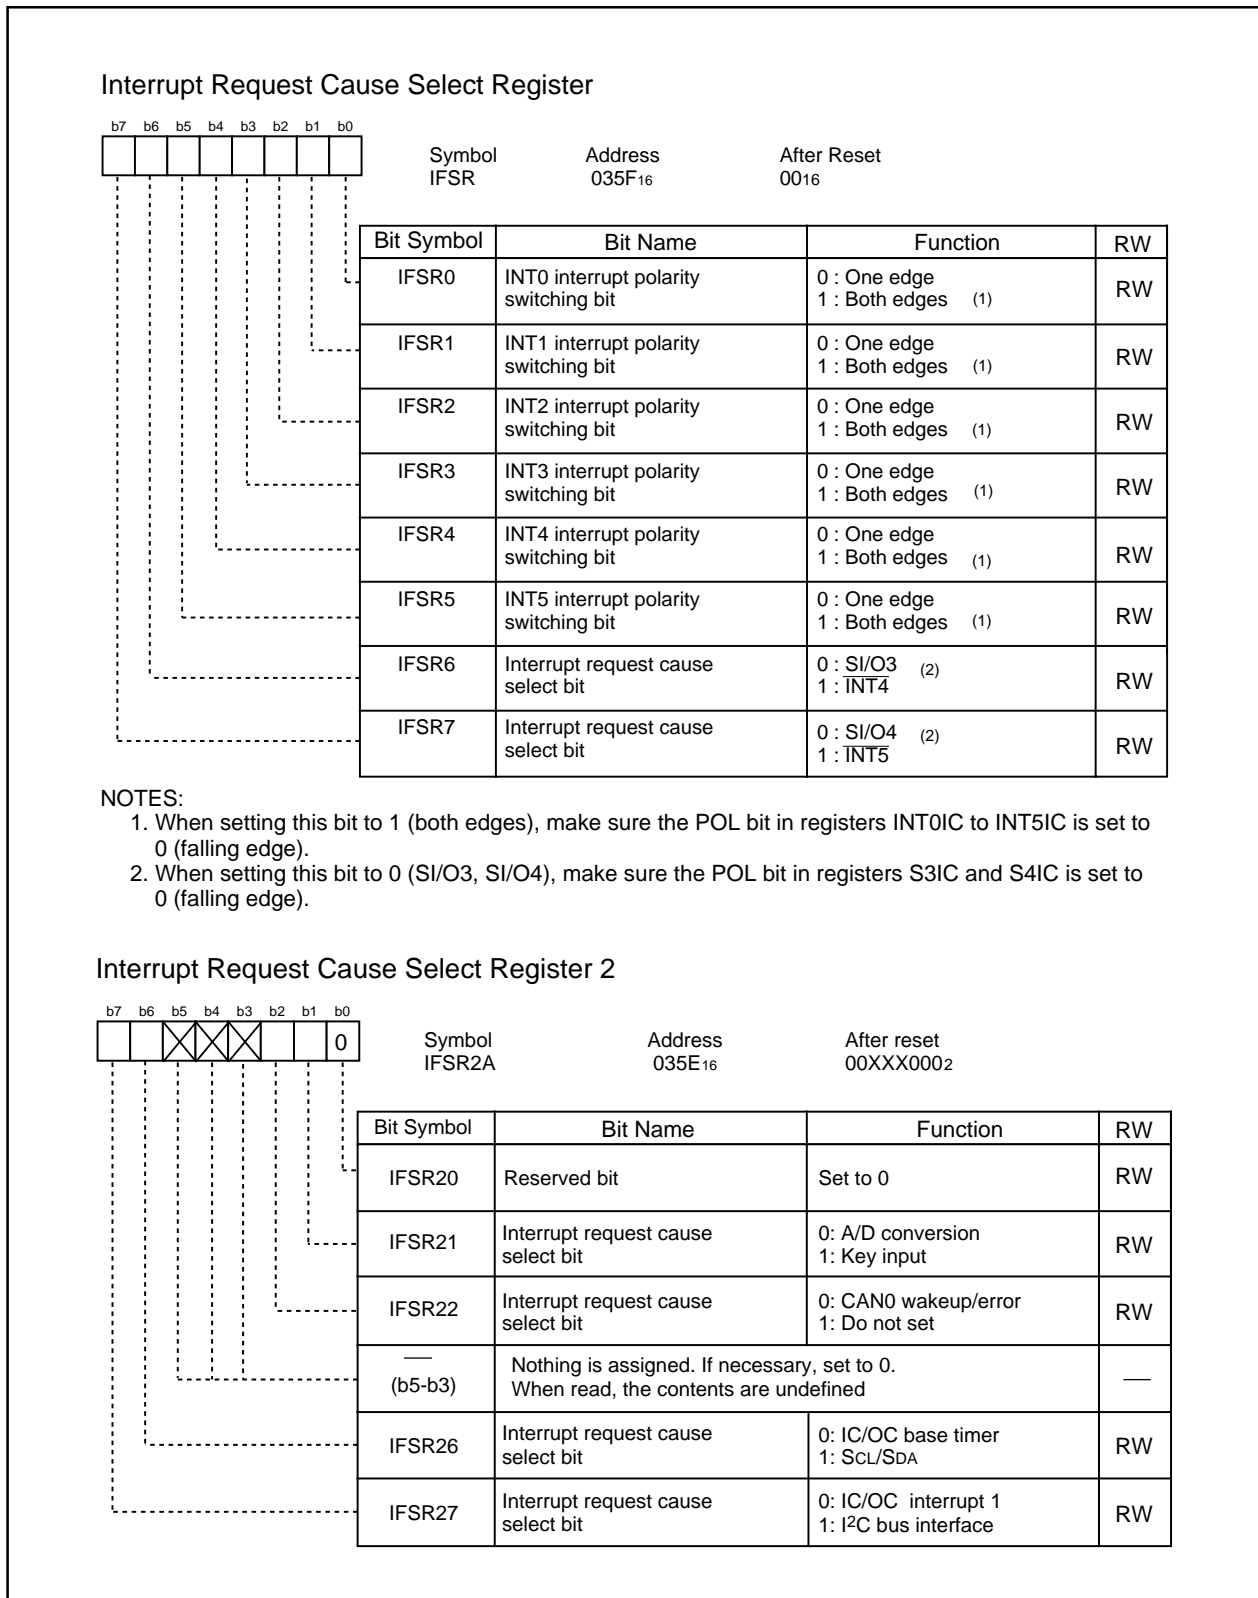 Interrupt Request Cause Select Register
b7 b6 b5 b4 b3 b2 b1 b0
Symbol Address After Reset
IFSR 035F16 0016
Bit Symbol Bit Name Function RW
IFSR0 INT0 interrupt polarity 0 : One edge
switching bit 1 : Both edges (1) RW
IFSR1 INT1 interrupt polarity 0 : One edge
switching bit 1 : Both edges (1) RW
IFSR2 INT2 interrupt polarity 0 : One edge
switching bit 1 : Both edges (1) RW
IFSR3 INT3 interrupt polarity 0 : One edge
switching bit 1 : Both edges (1) RW
IFSR4 INT4 interrupt polarity 0 : One edge
switching bit 1 : Both edges (1) RW
IFSR5 INT5 interrupt polarity 0 : One edge
switching bit 1 : Both edges (1) RW
IFSR6 Interrupt request cause 0 : SI/O3 (2)
select bit 1 : INT4 RW
IFSR7 Interrupt request cause 0 : SI/O4 (2)
select bit 1 : INT5 RW
NOTES:
1. When setting this bit to 1 (both edges), make sure the POL bit in registers INT0IC to INT5IC is set to
0 (falling edge).
2. When setting this bit to 0 (SI/O3, SI/O4), make sure the POL bit in registers S3IC and S4IC is set to
0 (falling edge).
Interrupt Request Cause Select Register 2
b7 b6 b5 b4 b3 b2 b1 b0
0
Symbol Address After reset
IFSR2A 035E16 00XXX0002
Bit Symbol Bit Name Function RW
IFSR20 Reserved bit Set to 0 RW
IFSR21 Interrupt request cause 0: A/D conversion
select bit 1: Key input RW
IFSR22 Interrupt request cause 0: CAN0 wakeup/error
select bit 1: Do not set RW
— Nothing is assigned. If necessary, set to 0.
(b5-b3) When read, the contents are undefined —
IFSR26 Interrupt request cause 0: IC/OC base timer
select bit 1: SCL/SDA RW
IFSR27 Interrupt request cause 0: IC/OC interrupt 1
select bit 1: I2C bus interface RW